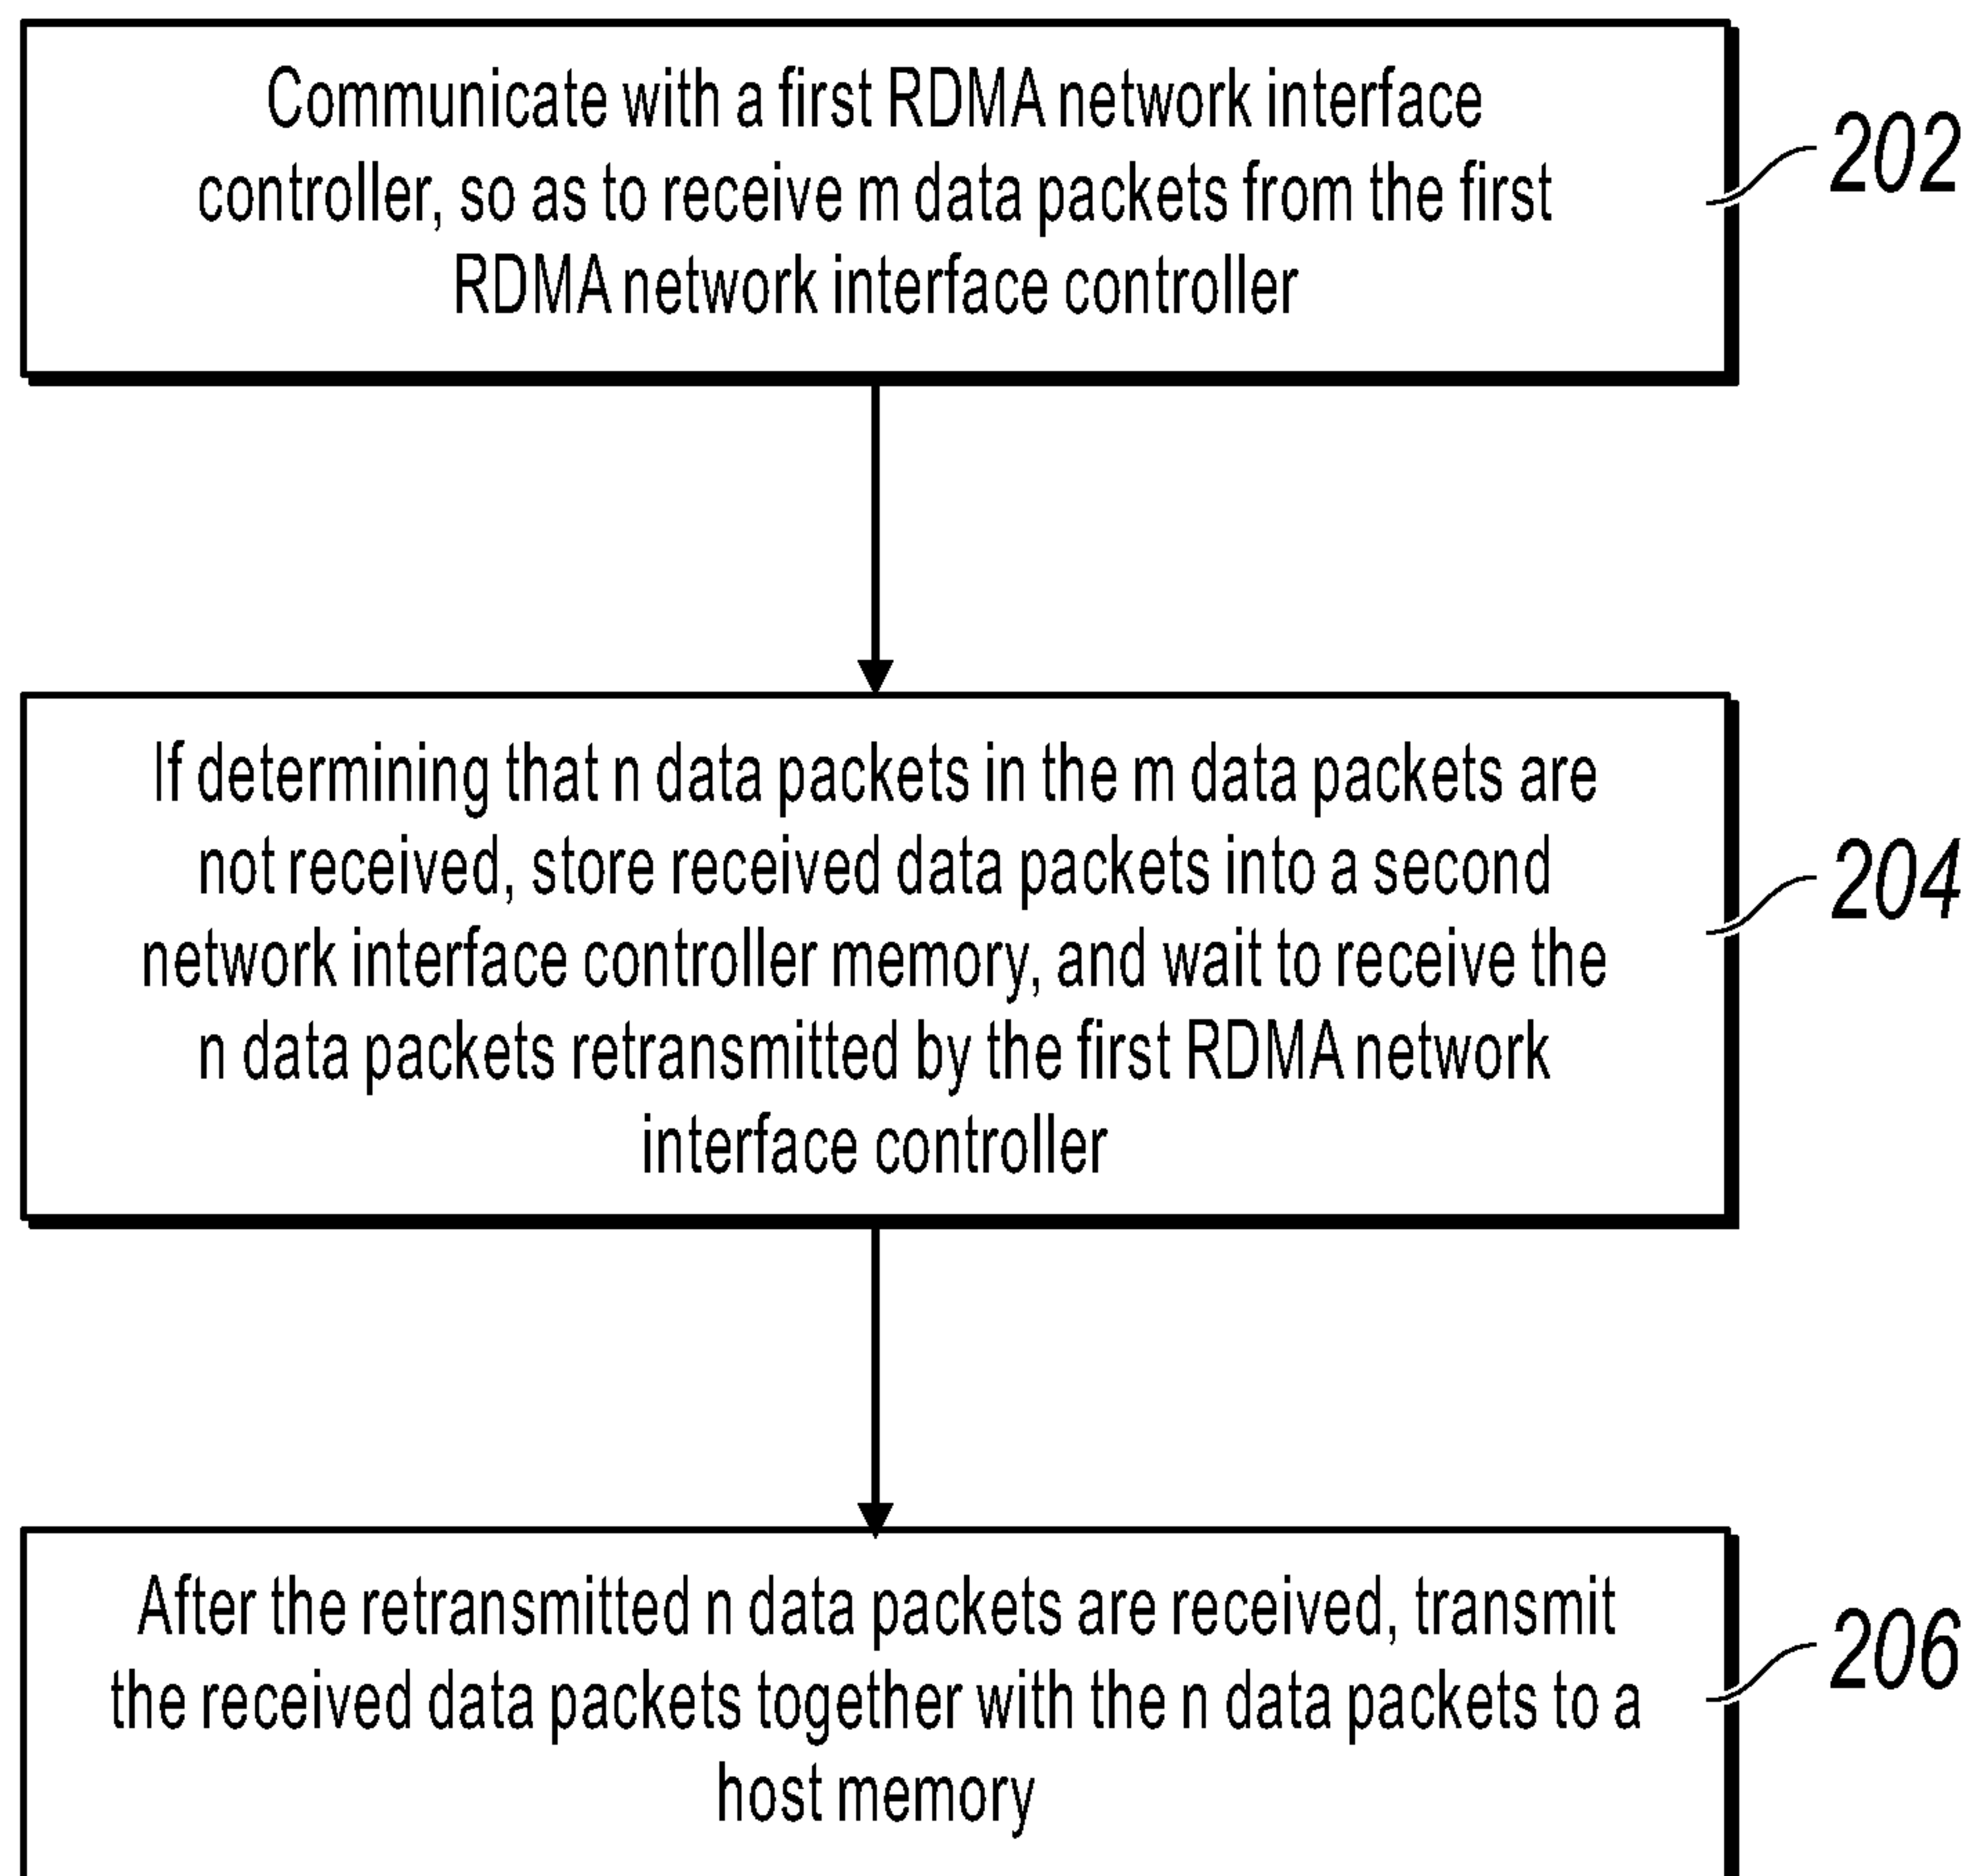 Communicate with a first RDMA network interface
controller, so as to receive m data packets from the first
RDMA network interface controller
202
If determining that n data packets in the m data packets are
not received, store received data packets into a second
network interface controller memory, and wait to receive the
n data packets retransmitted by the first RDMA network
interface controller
204
After the retransmitted n data packets are received, transmit
the received data packets together with the n data packets to a
host memory
206